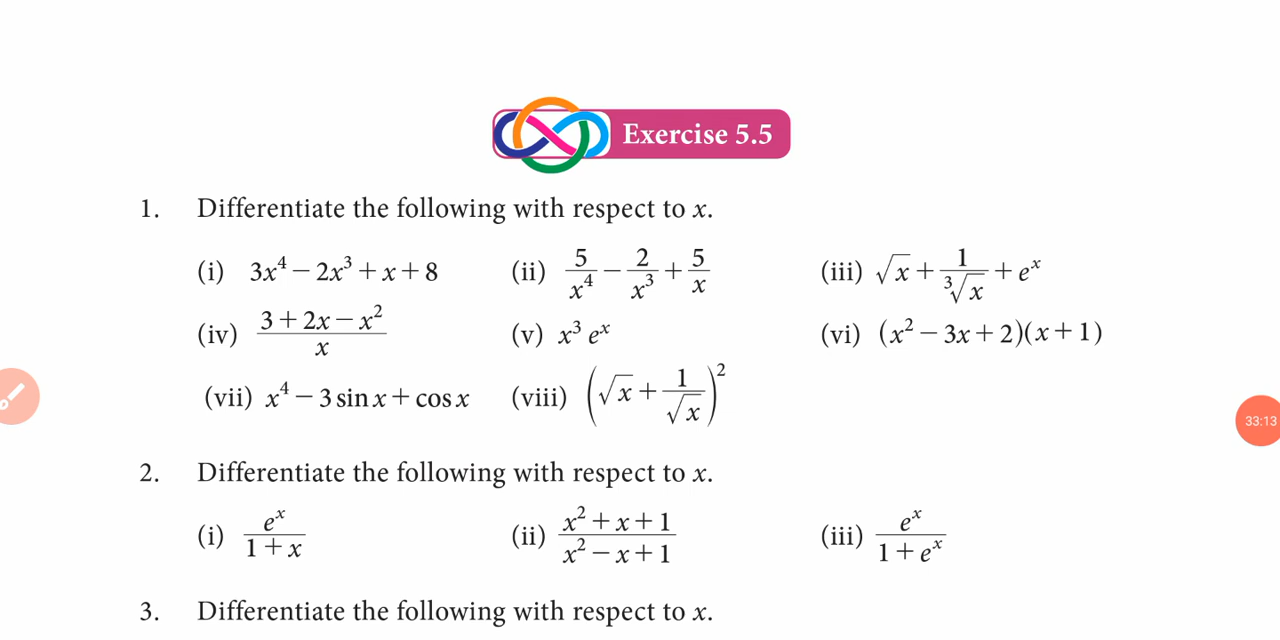 Exercise 5.5
1. Differentiate the following with respect to x.
(i) 3x⁴ − 2x³ + x + 8 (ii) 5/x⁴ − 2/x³ + 5/x (iii) √x + 1/∛x + eˣ
(iv) (3 + 2x − x²)/x (v) x³ eˣ (vi) (x² − 3x + 2)(x + 1)
(vii) x⁴ − 3 sin x + cos x (viii) (√x + 1/√x)²
2. Differentiate the following with respect to x.
(i) eˣ/(1 + x) (ii) (x² + x + 1)/(x² − x + 1) (iii) eˣ/(1 + eˣ)
3. Differentiate the following with respect to x.
33:13